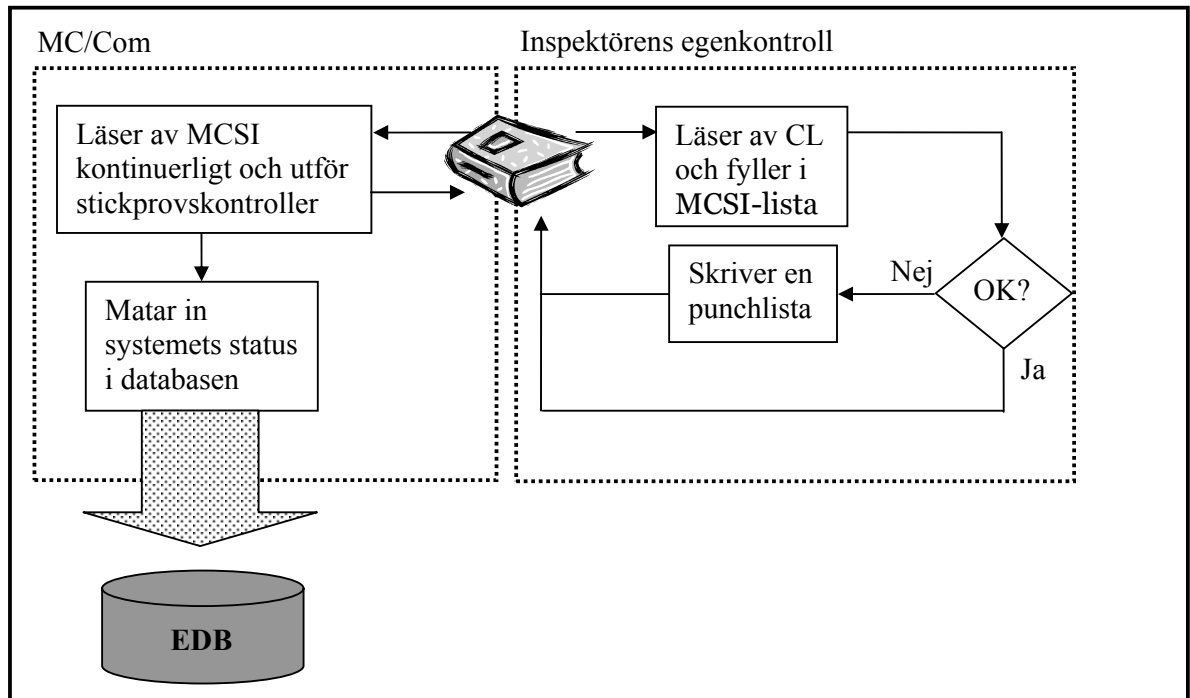 MC/Com
Inspektörens egenkontroll
Läser av MCSI
kontinuerligt och utför
stickprovskontroller
Läser av CL
och fyller i
MCSI-lista
Skriver en
punchlista
Nej
OK?
Ja
Matar in
systemets status
i databasen
EDB